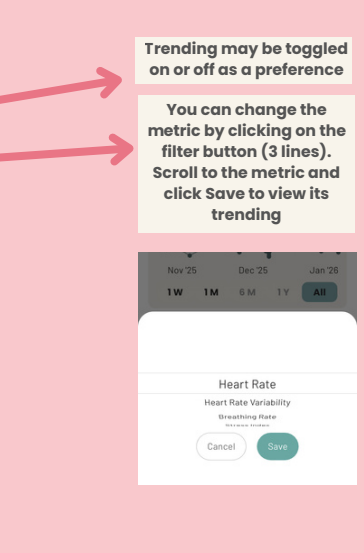 Trending may be toggled
on or off as a preference
You can change the
metric by clicking on the
filter button (3 lines).
Scroll to the metric and
click Save to view its
trending
Nov '25 Dec '25 Jan '26
1 W 1 M 6 M 1 Y All
Heart Rate
Heart Rate Variability
Breathing Rate
Stress Index
Cancel Save